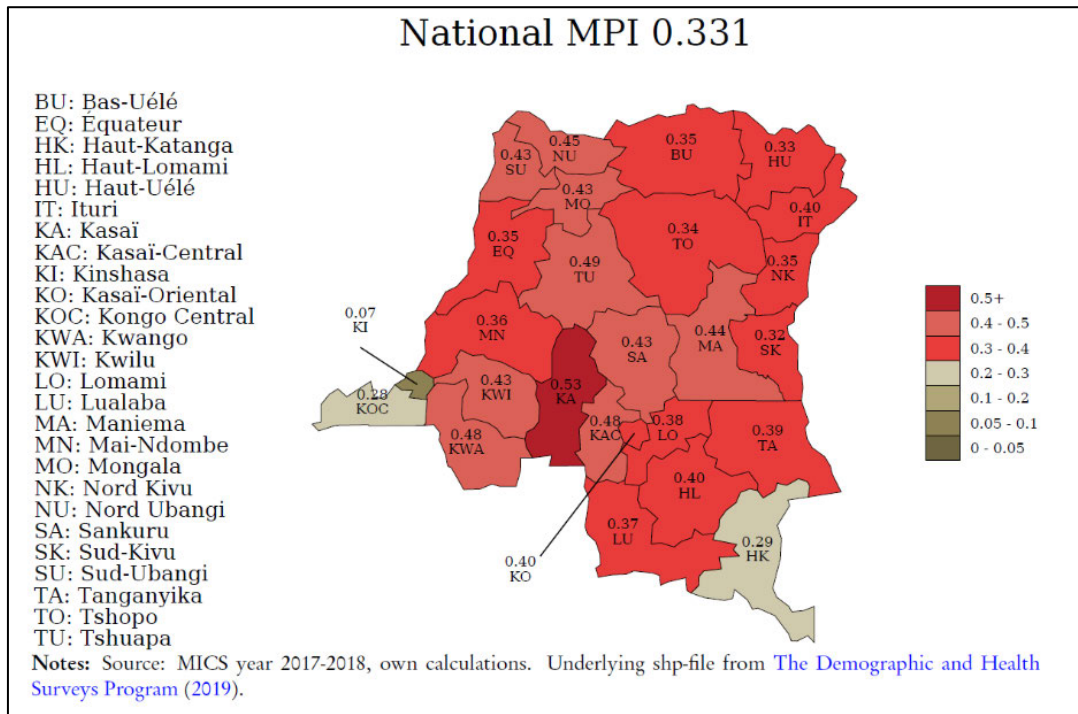 National MPI 0.331
BU: Bas-Uélé
EQ: Équateur
HK: Haut-Katanga
HL: Haut-Lomami
HU: Haut-Uélé
IT: Ituri
KA: Kasaï
KAC: Kasaï-Central
KI: Kinshasa
KO: Kasaï-Oriental
KOC: Kongo Central
KWA: Kwango
KWI: Kwilu
LO: Lomami
LU: Lualaba
MA: Maniema
MN: Mai-Ndombe
MO: Mongala
NK: Nord Kivu
NU: Nord Ubangi
SA: Sankuru
SK: Sud-Kivu
SU: Sud-Ubangi
TA: Tanganyika
TO: Tshopo
TU: Tshuapa
0.45
NU
0.43
SU
0.35
BU
0.33
HU
0.43
MO
0.40
IT
0.35
EQ
0.34
TO
0.49
TU
0.35
NK
0.07
KI
0.36
MN
0.43
SA
0.44
MA
0.32
SK
0.28
KOC
0.43
KWI
0.53
KA
0.48
KWA
0.48
KAC
0.38
LO
0.39
TA
0.40
HL
0.37
LU
0.29
HK
0.40
KO
0.5+
0.4 - 0.5
0.3 - 0.4
0.2 - 0.3
0.1 - 0.2
0.05 - 0.1
0 - 0.05
Notes: Source: MICS year 2017-2018, own calculations. Underlying shp-file from The Demographic and Health
Surveys Program (2019).